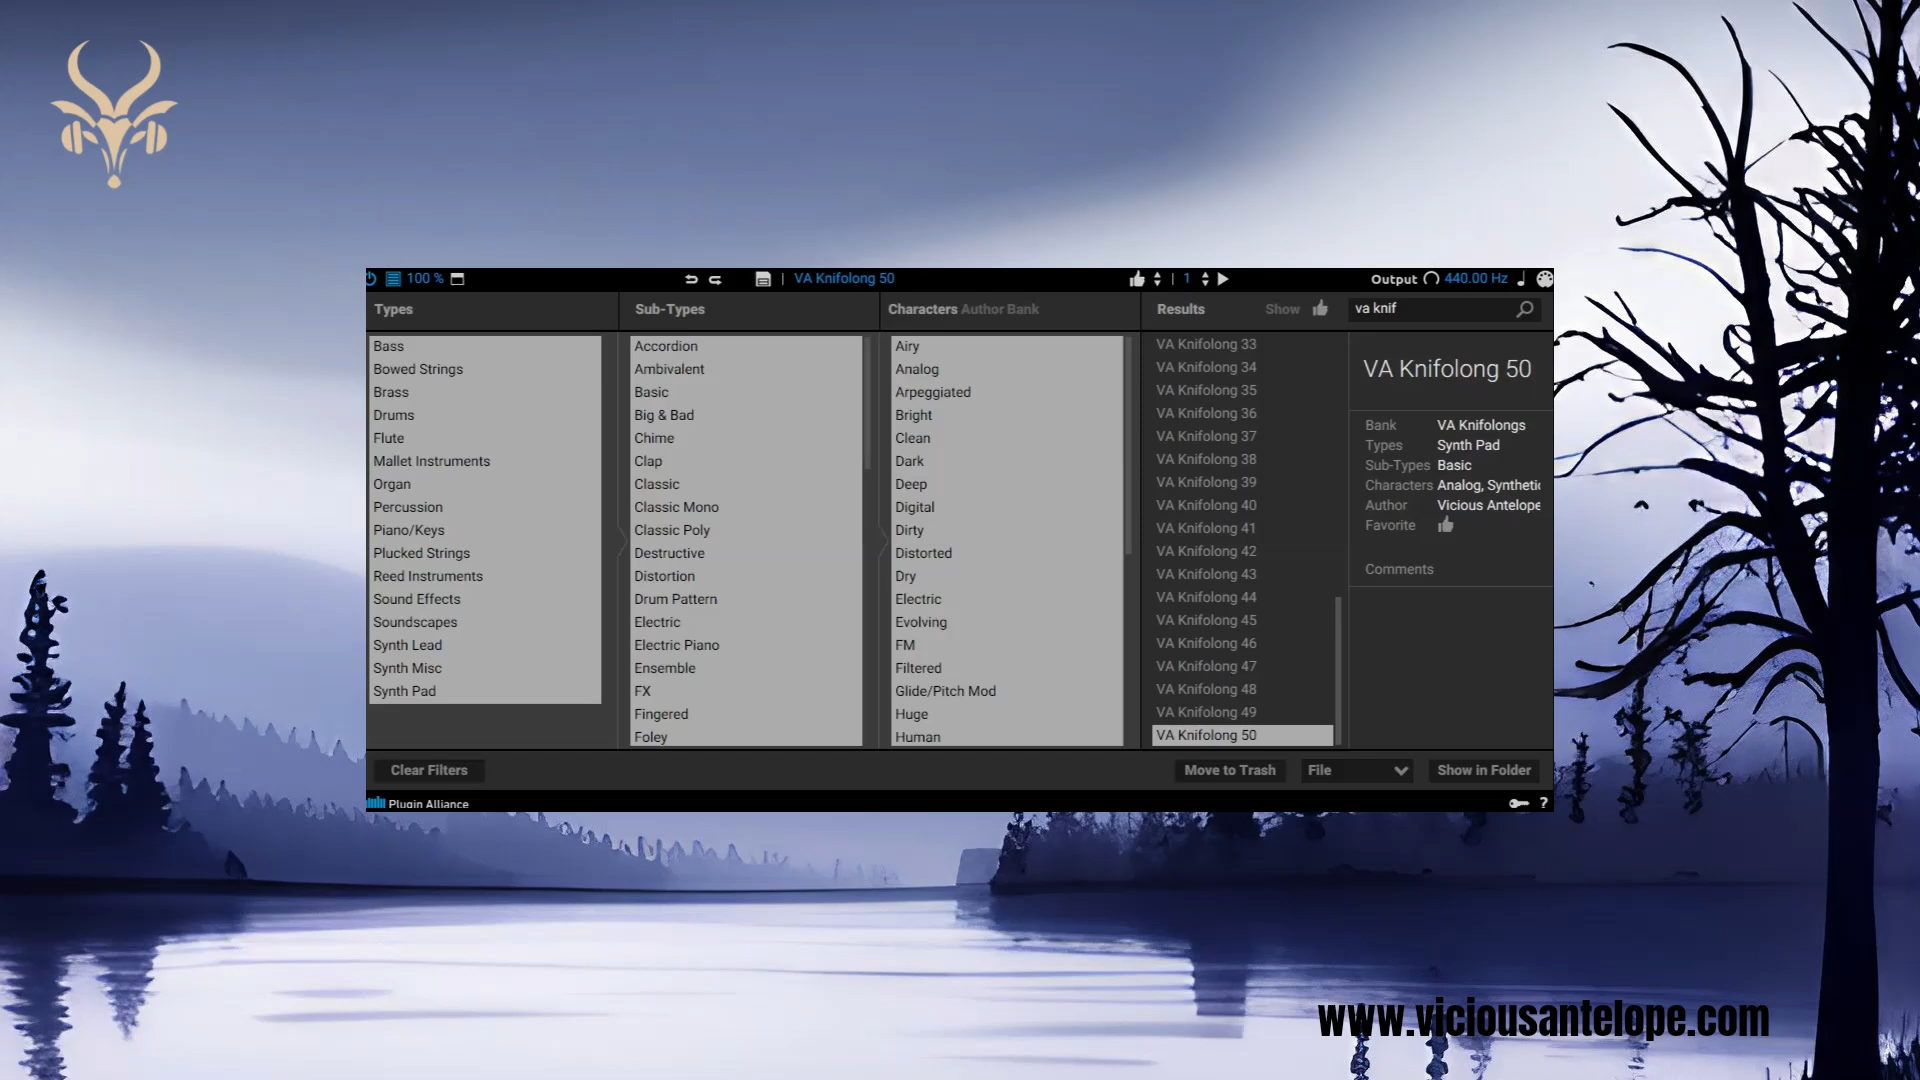 100 %
VA Knifolong 50
1
Output
440.00 Hz
Types
Sub-Types
Characters Author Bank
Results
Show
va knif
Bass
Bowed Strings
Brass
Drums
Flute
Mallet Instruments
Organ
Percussion
Piano/Keys
Plucked Strings
Reed Instruments
Sound Effects
Soundscapes
Synth Lead
Synth Misc
Synth Pad
Accordion
Ambivalent
Basic
Big & Bad
Chime
Clap
Classic
Classic Mono
Classic Poly
Destructive
Distortion
Drum Pattern
Electric
Electric Piano
Ensemble
FX
Fingered
Foley
Airy
Analog
Arpeggiated
Bright
Clean
Dark
Deep
Digital
Dirty
Distorted
Dry
Electric
Evolving
FM
Filtered
Glide/Pitch Mod
Huge
Human
VA Knifolong 33
VA Knifolong 34
VA Knifolong 35
VA Knifolong 36
VA Knifolong 37
VA Knifolong 38
VA Knifolong 39
VA Knifolong 40
VA Knifolong 41
VA Knifolong 42
VA Knifolong 43
VA Knifolong 44
VA Knifolong 45
VA Knifolong 46
VA Knifolong 47
VA Knifolong 48
VA Knifolong 49
VA Knifolong 50
VA Knifolong 50
Bank VA Knifolongs
Types Synth Pad
Sub-Types Basic
Characters Analog, Synthetic
Author Vicious Antelope
Favorite
Comments
Clear Filters
Move to Trash
File
Show in Folder
Plugin Alliance
?
www.viciousantelope.com